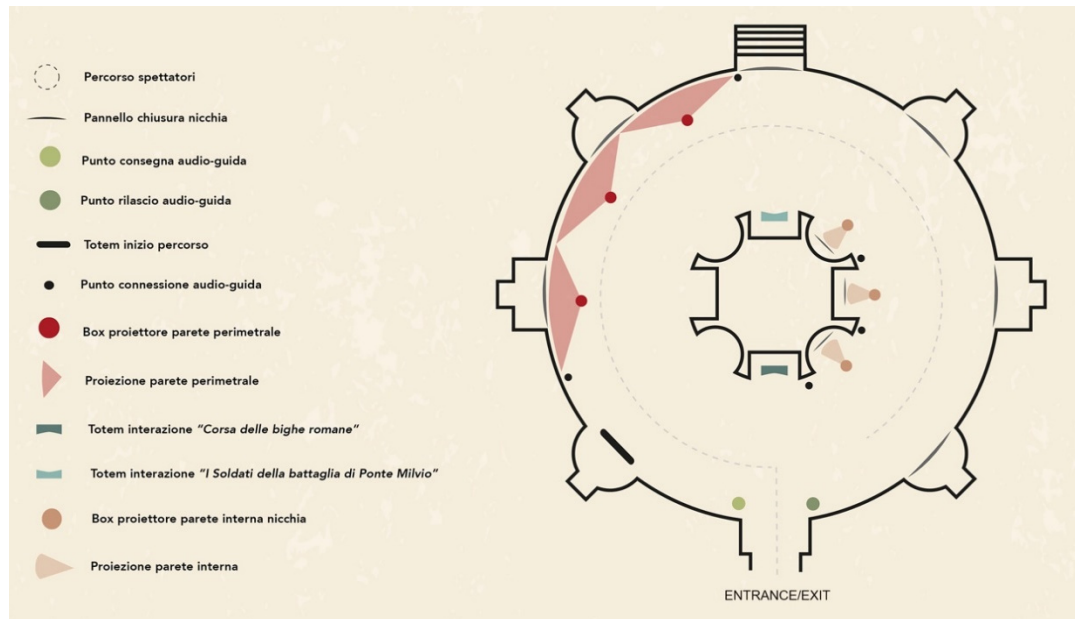 Percorso spettatori
Pannello chiusura nicchia
Punto consegna audio-guida
Punto rilascio audio-guida
Totem inizio percorso
Punto connessione audio-guida
Box proiettore parete perimetrale
Proiezione parete perimetrale
Totem interazione "Corsa delle bighe romane"
Totem interazione "I Soldati della battaglia di Ponte Milvio"
Box proiettore parete interna nicchia
Proiezione parete interna
ENTRANCE/EXIT